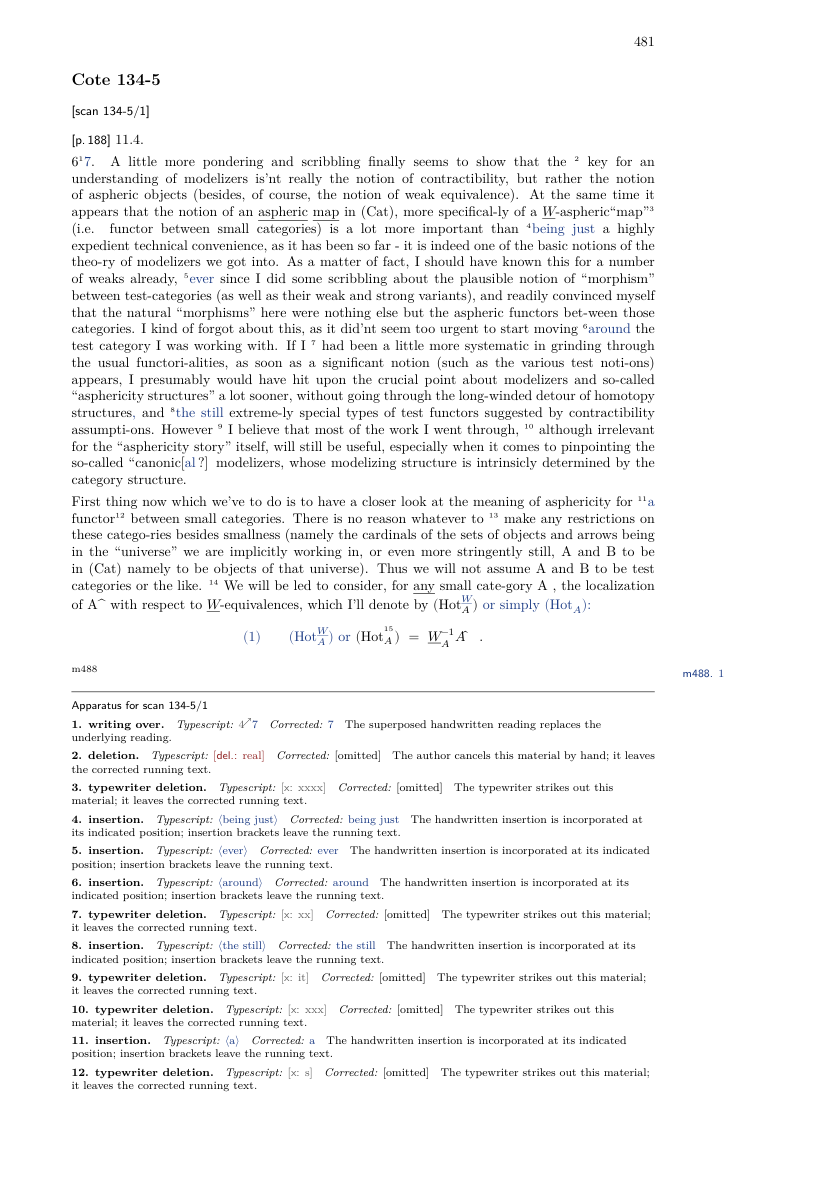 481
Cote 134-5
[scan 134-5/1]
[p. 188] 11.4.
6¹7. A little more pondering and scribbling finally seems to show that the ² key for an
understanding of modelizers is'nt really the notion of contractibility, but rather the notion
of aspheric objects (besides, of course, the notion of weak equivalence). At the same time it
appears that the notion of an aspheric map in (Cat), more specifical-ly of a W-aspheric“map”³
(i.e. functor between small categories) is a lot more important than ⁴being just a highly
expedient technical convenience, as it has been so far - it is indeed one of the basic notions of the
theo-ry of modelizers we got into. As a matter of fact, I should have known this for a number
of weaks already, ⁵ever since I did some scribbling about the plausible notion of “morphism”
between test-categories (as well as their weak and strong variants), and readily convinced myself
that the natural “morphisms” here were nothing else but the aspheric functors bet-ween those
categories. I kind of forgot about this, as it did'nt seem too urgent to start moving ⁶around the
test category I was working with. If I ⁷ had been a little more systematic in grinding through
the usual functori-alities, as soon as a significant notion (such as the various test noti-ons)
appears, I presumably would have hit upon the crucial point about modelizers and so-called
“asphericity structures” a lot sooner, without going through the long-winded detour of homotopy
structures, and ⁸the still extreme-ly special types of test functors suggested by contractibility
assumpti-ons. However ⁹ I believe that most of the work I went through, ¹⁰ although irrelevant
for the “asphericity story” itself, will still be useful, especially when it comes to pinpointing the
so-called “canonic[al ?] modelizers, whose modelizing structure is intrinsicly determined by the
category structure.
First thing now which we've to do is to have a closer look at the meaning of asphericity for ¹¹a
functor¹² between small categories. There is no reason whatever to ¹³ make any restrictions on
these catego-ries besides smallness (namely the cardinals of the sets of objects and arrows being
in the “universe” we are implicitly working in, or even more stringently still, A and B to be
in (Cat) namely to be objects of that universe). Thus we will not assume A and B to be test
categories or the like. ¹⁴ We will be led to consider, for any small cate-gory A , the localization
of A^ with respect to W-equivalences, which I'll denote by (Hot_A^W) or simply (Hot_A):
(1) (Hot_A^W) or (Hot_A¹⁵) = W_A^{-1}A^ .
m488
m488. 1
Apparatus for scan 134-5/1
1. writing over. Typescript: 4↗7 Corrected: 7 The superposed handwritten reading replaces the
underlying reading.
2. deletion. Typescript: [del.: real] Corrected: [omitted] The author cancels this material by hand; it leaves
the corrected running text.
3. typewriter deletion. Typescript: [x: xxxx] Corrected: [omitted] The typewriter strikes out this
material; it leaves the corrected running text.
4. insertion. Typescript: ⟨being just⟩ Corrected: being just The handwritten insertion is incorporated at
its indicated position; insertion brackets leave the running text.
5. insertion. Typescript: ⟨ever⟩ Corrected: ever The handwritten insertion is incorporated at its indicated
position; insertion brackets leave the running text.
6. insertion. Typescript: ⟨around⟩ Corrected: around The handwritten insertion is incorporated at its
indicated position; insertion brackets leave the running text.
7. typewriter deletion. Typescript: [x: xx] Corrected: [omitted] The typewriter strikes out this material;
it leaves the corrected running text.
8. insertion. Typescript: ⟨the still⟩ Corrected: the still The handwritten insertion is incorporated at its
indicated position; insertion brackets leave the running text.
9. typewriter deletion. Typescript: [x: it] Corrected: [omitted] The typewriter strikes out this material;
it leaves the corrected running text.
10. typewriter deletion. Typescript: [x: xxx] Corrected: [omitted] The typewriter strikes out this
material; it leaves the corrected running text.
11. insertion. Typescript: ⟨a⟩ Corrected: a The handwritten insertion is incorporated at its indicated
position; insertion brackets leave the running text.
12. typewriter deletion. Typescript: [x: s] Corrected: [omitted] The typewriter strikes out this material;
it leaves the corrected running text.